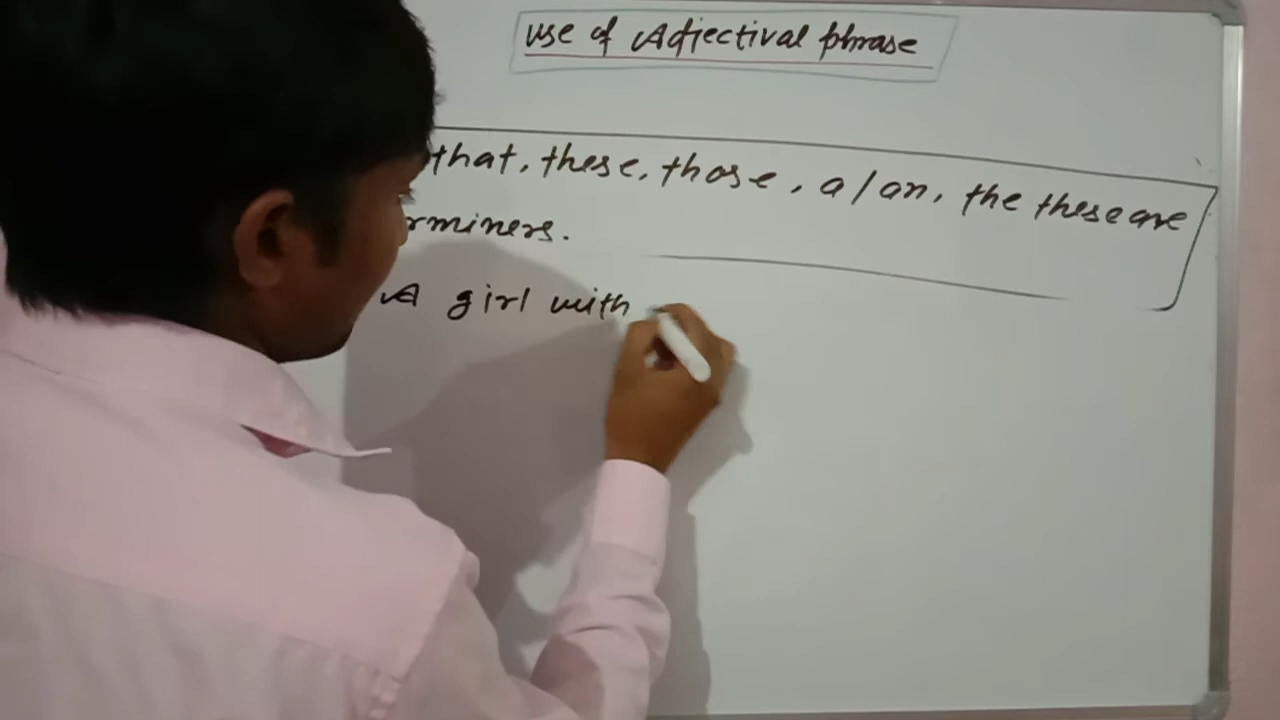 use of Adjectival phrase
that, these, those, a/an, the these are
rminers.
A girl with